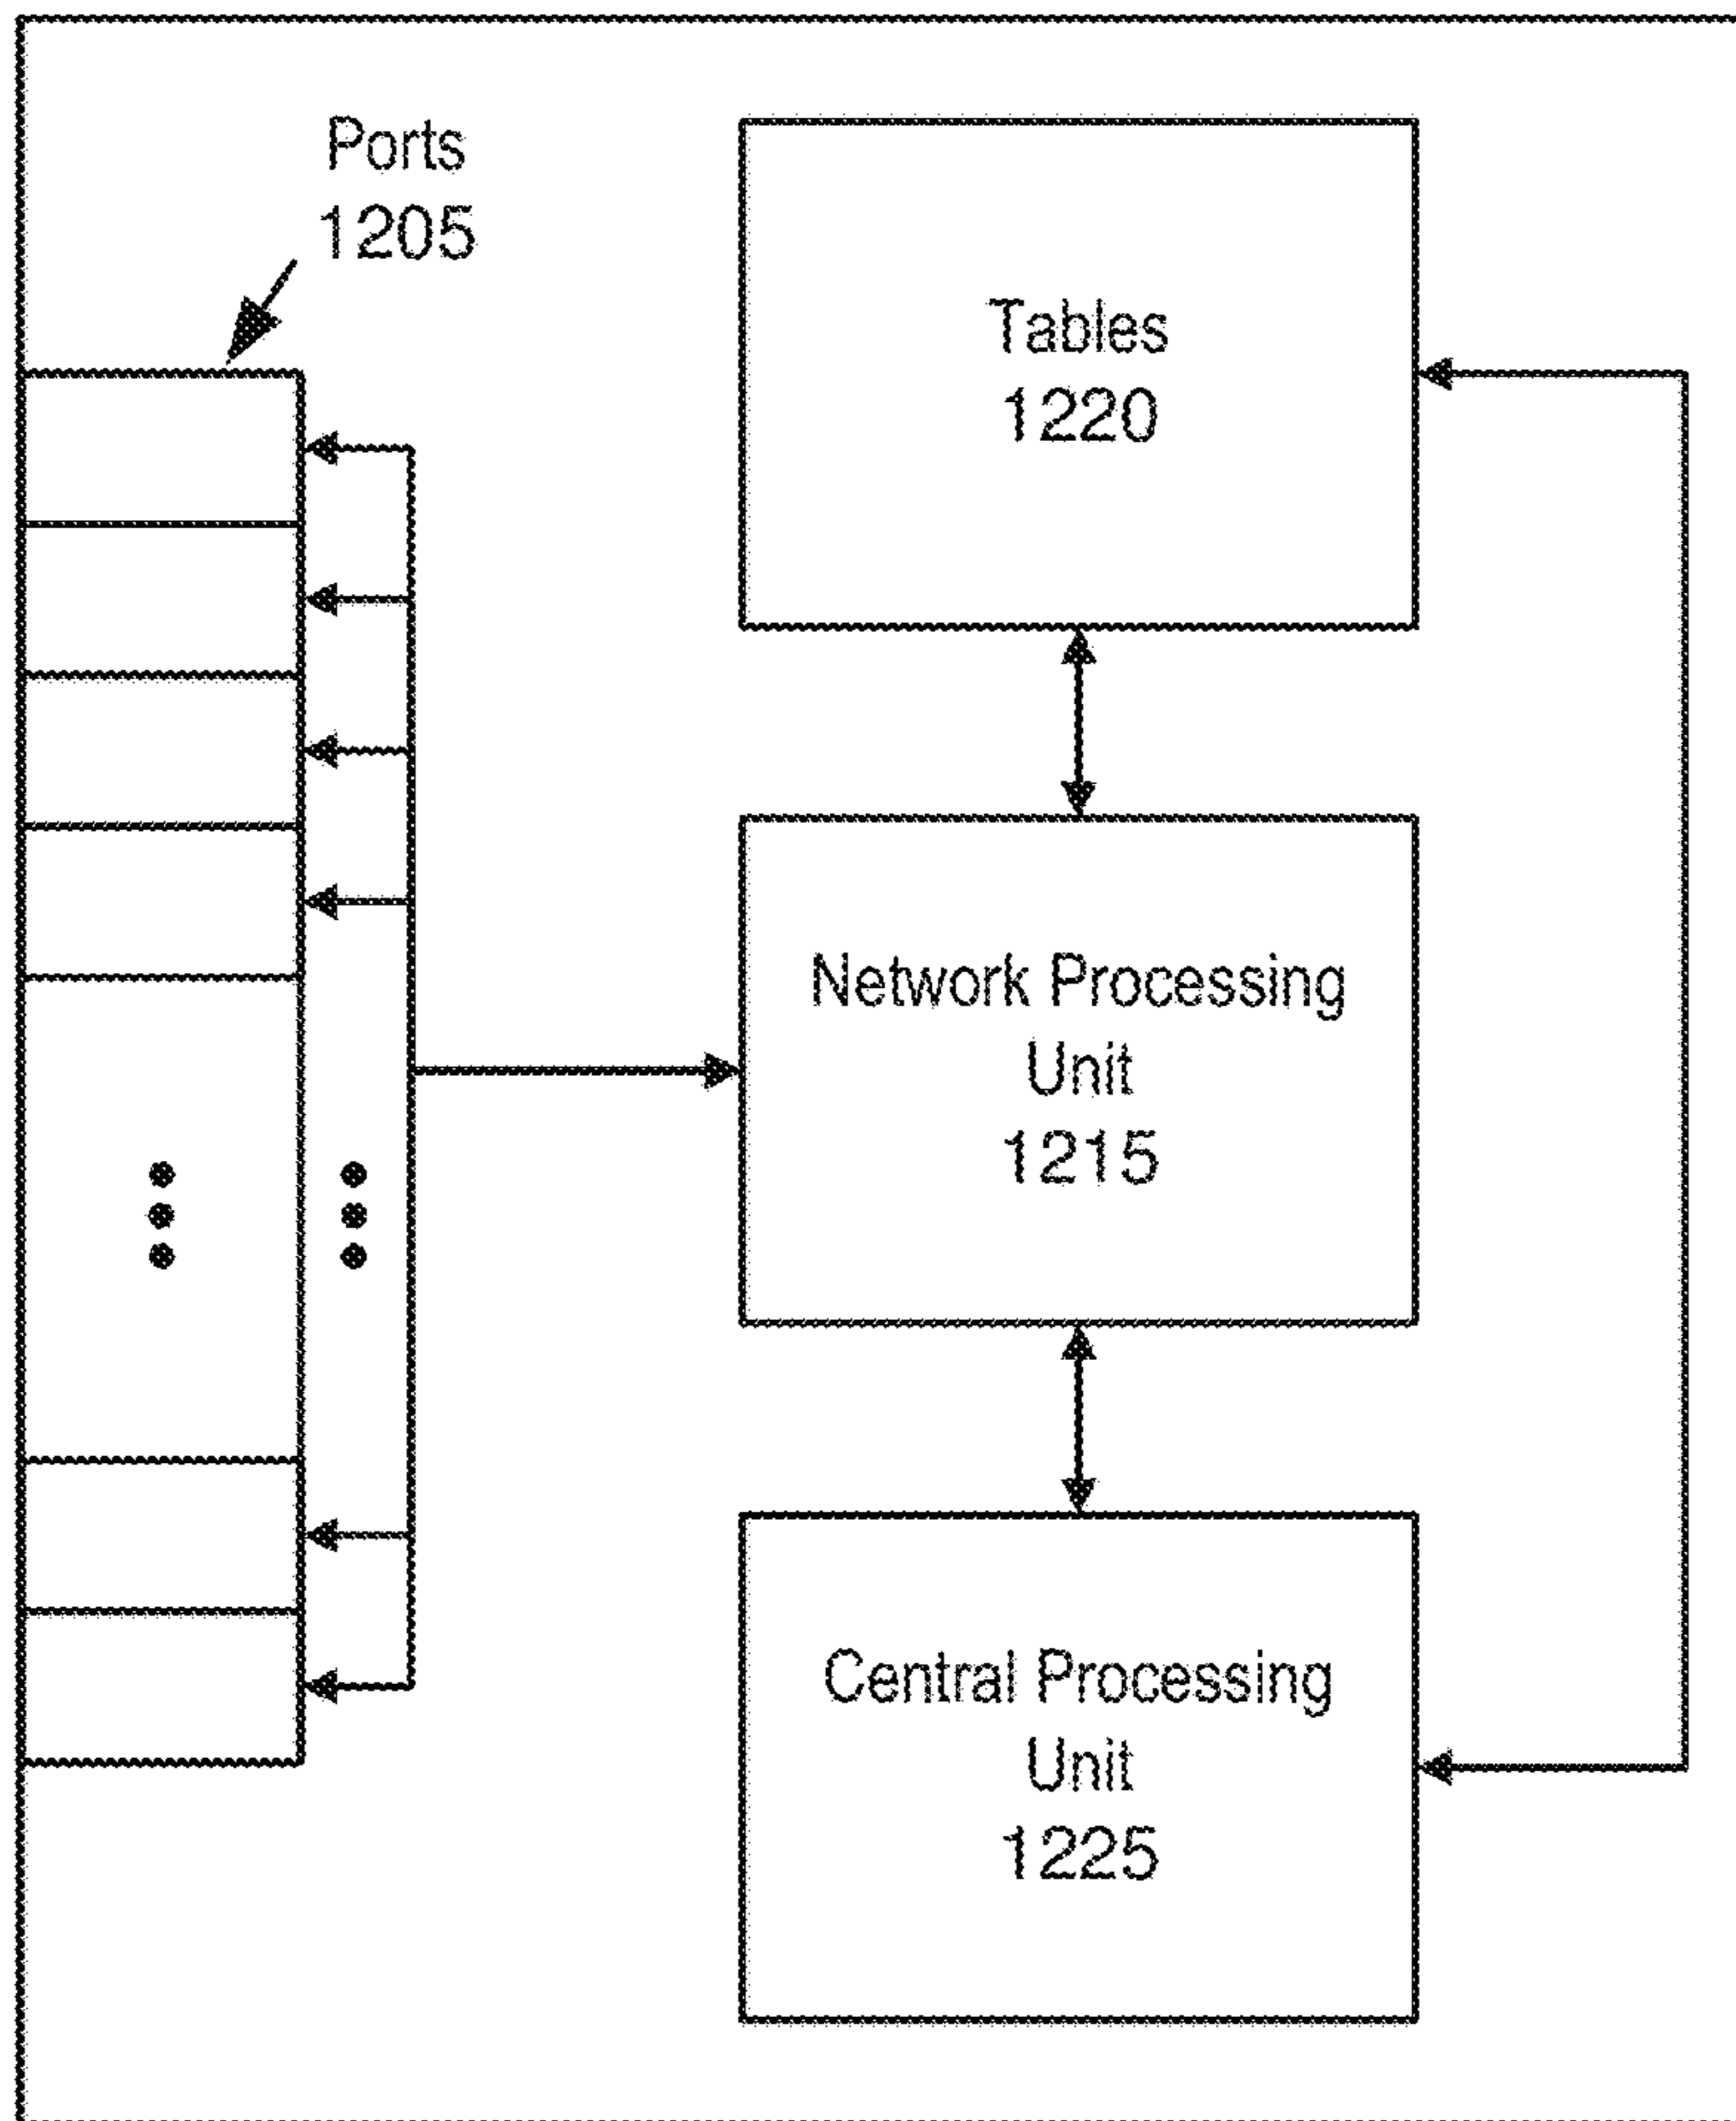 Ports
1205
Tables
1220
Network Processing
Unit
1215
Central Processing
Unit
1225